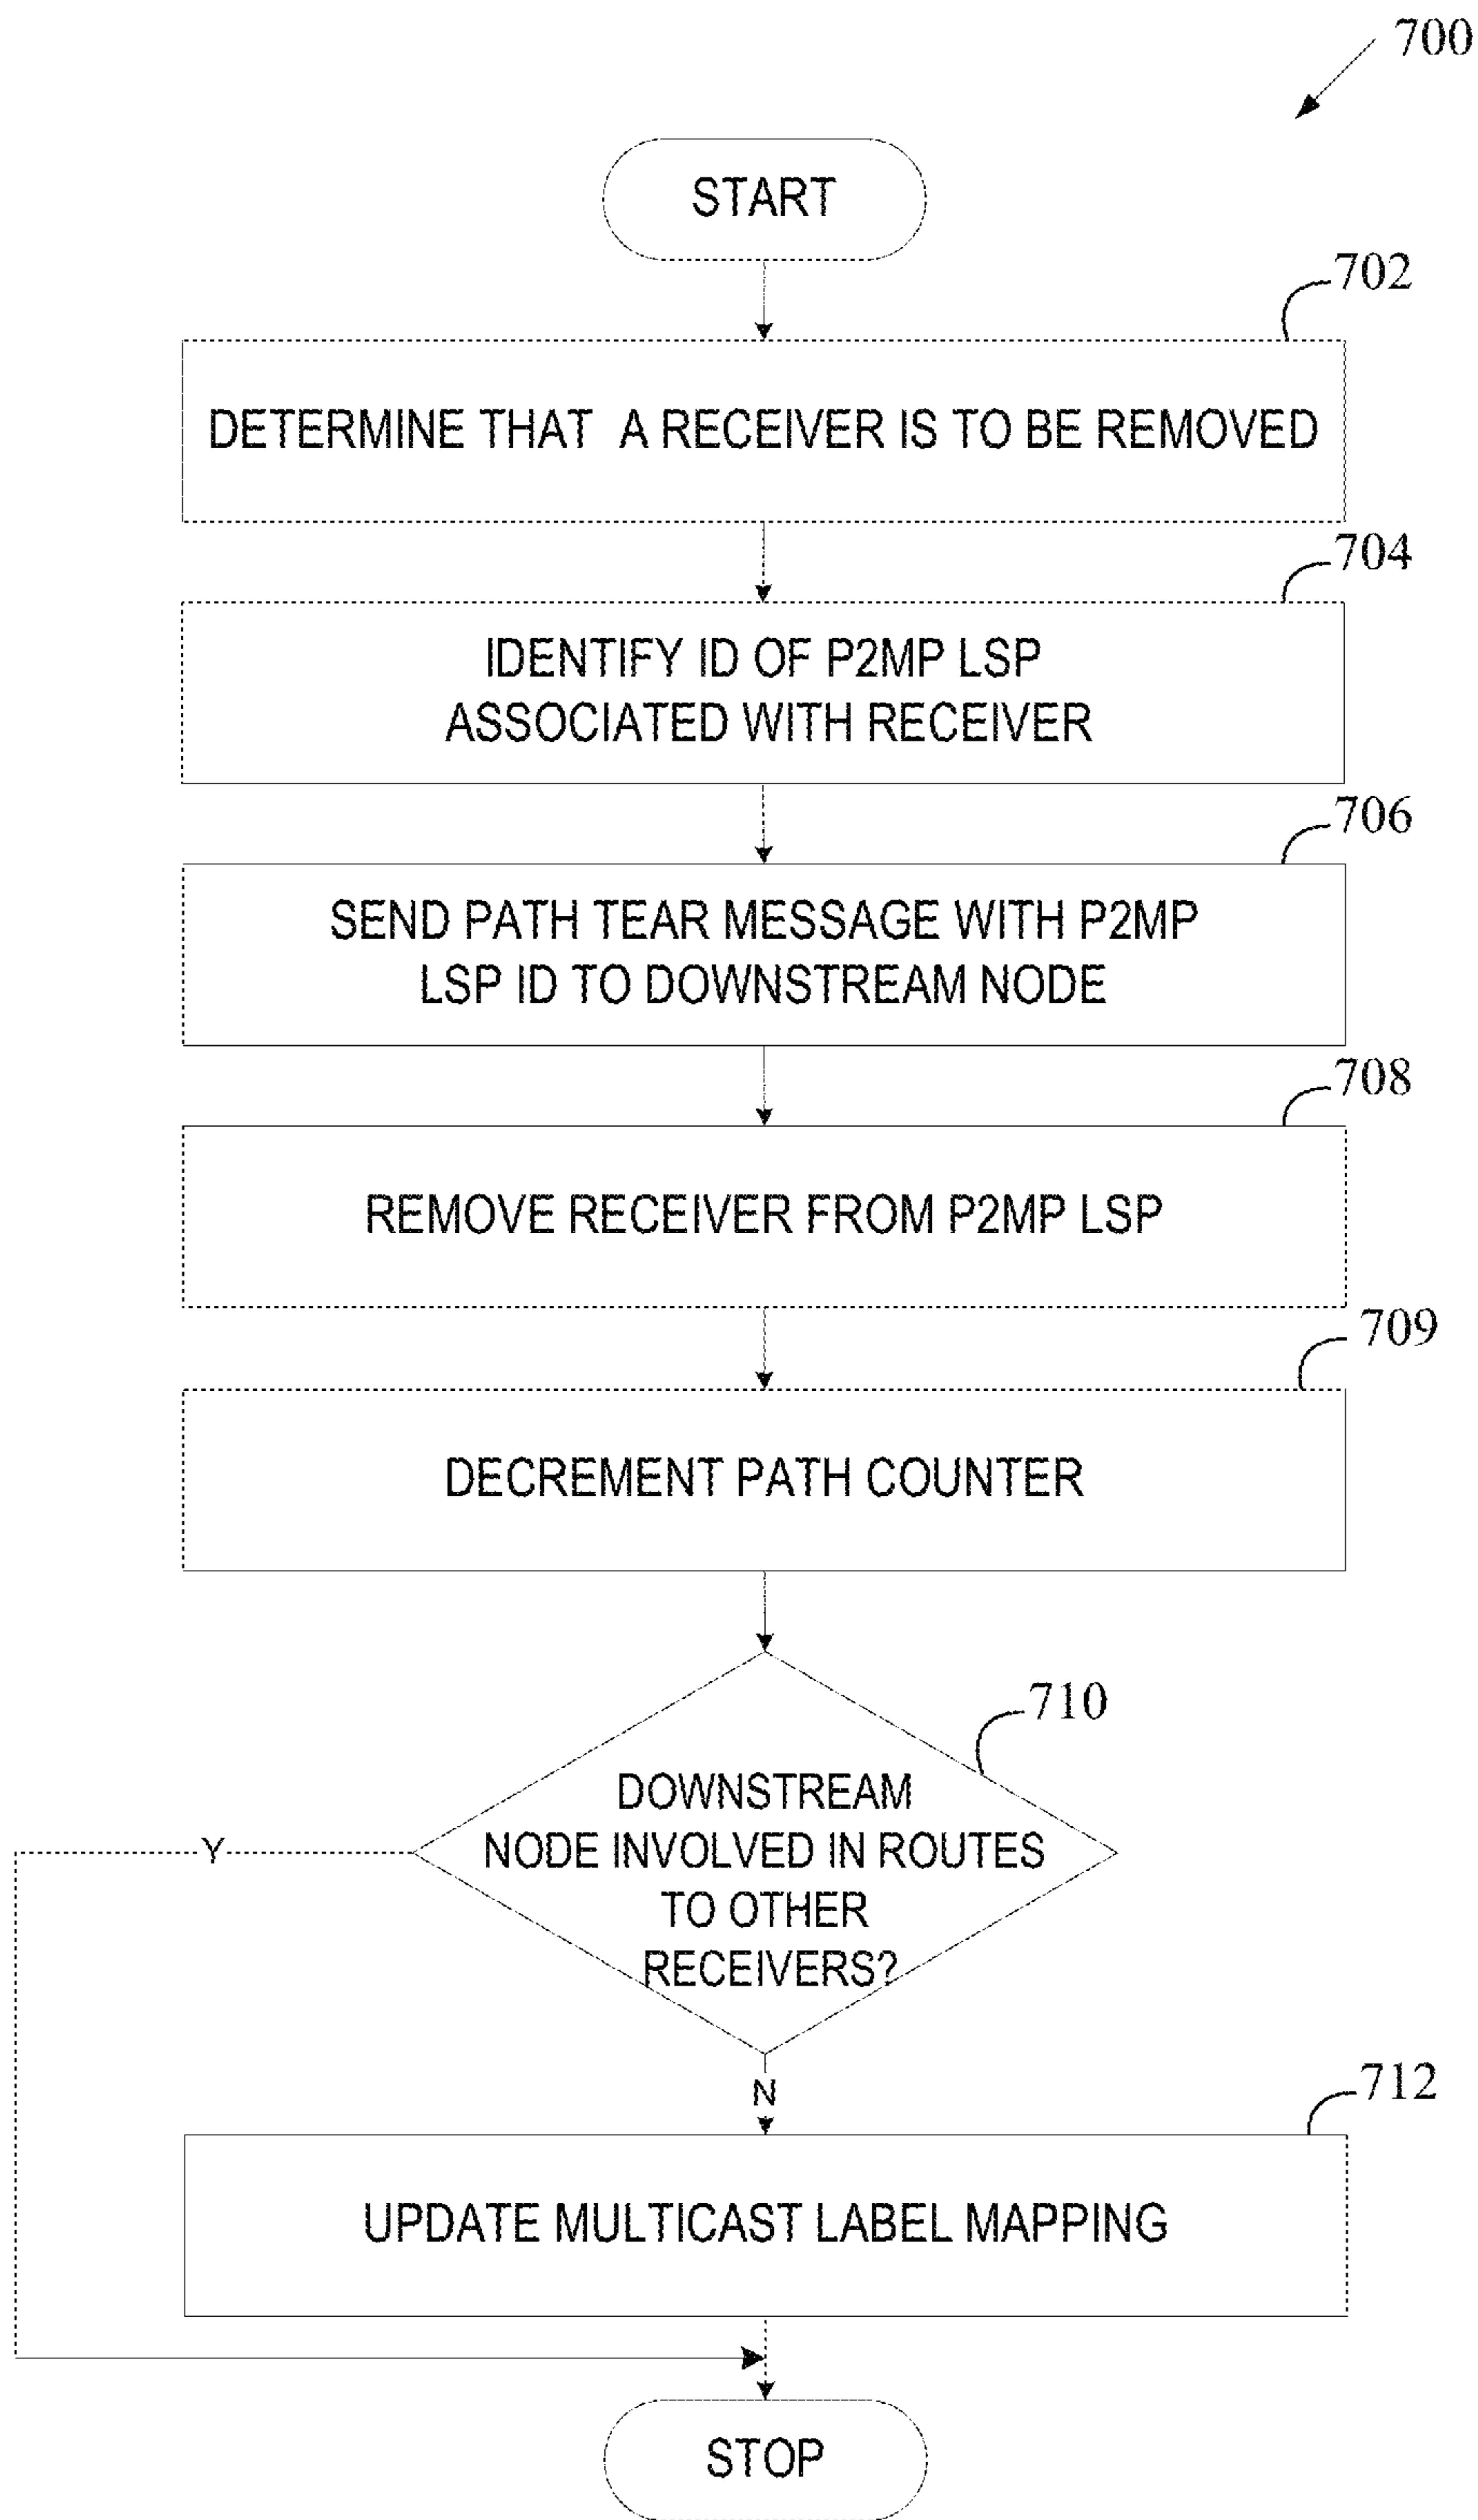 700
START
702
DETERMINE THAT A RECEIVER IS TO BE REMOVED
704
IDENTIFY ID OF P2MP LSP
ASSOCIATED WITH RECEIVER
706
SEND PATH TEAR MESSAGE WITH P2MP
LSP ID TO DOWNSTREAM NODE
708
REMOVE RECEIVER FROM P2MP LSP
709
DECREMENT PATH COUNTER
710
DOWNSTREAM
NODE INVOLVED IN ROUTES
TO OTHER
RECEIVERS?
Y
N
712
UPDATE MULTICAST LABEL MAPPING
STOP